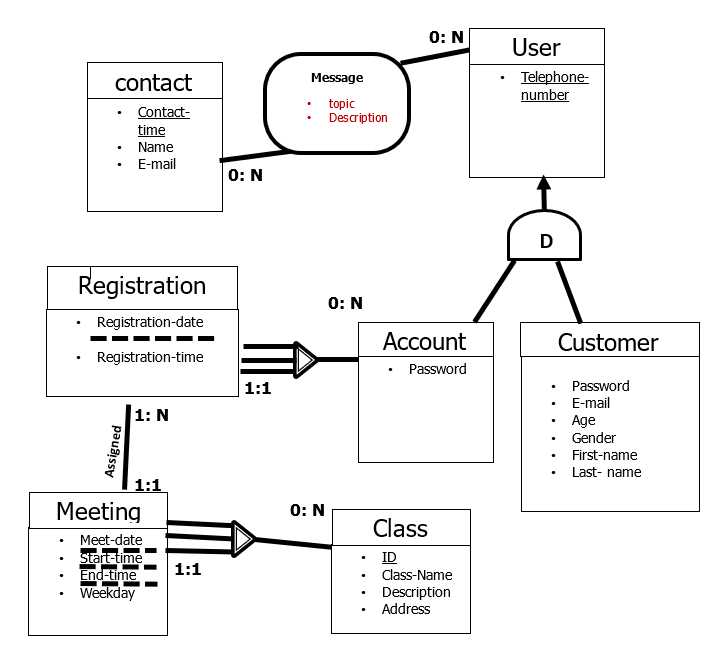 0: N
User
• Telephone-
number
Message
• topic
• Description
contact
• Contact-
time
• Name
• E-mail
0: N
D
Registration
• Registration-date
• Registration-time
0: N
1:1
Account
• Password
Customer
• Password
• E-mail
• Age
• Gender
• First-name
• Last- name
1: N
Assigned
1:1
Meeting
• Meet-date
• Start-time
• End-time
• Weekday
0: N
1:1
Class
• ID
• Class-Name
• Description
• Address